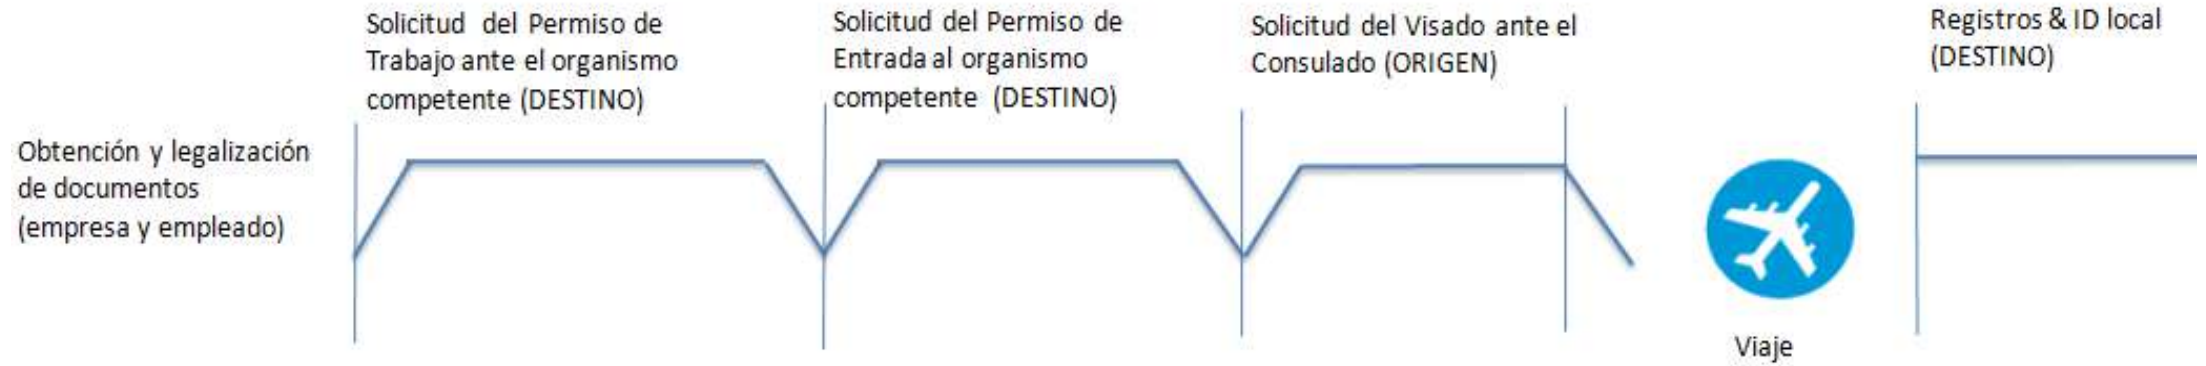 Obtención y legalización
de documentos
(empresa y empleado)
Solicitud del Permiso de
Trabajo ante el organismo
competente (DESTINO)
Solicitud del Permiso de
Entrada al organismo
competente (DESTINO)
Solicitud del Visado ante el
Consulado (ORIGEN)
Viaje
Registros & ID local
(DESTINO)